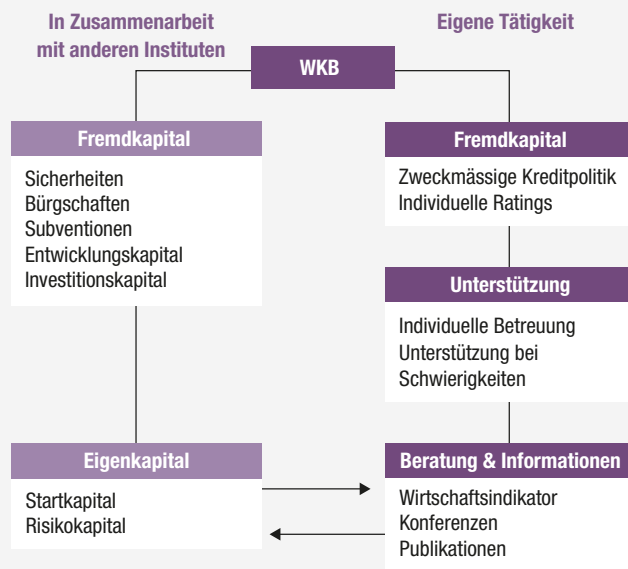 In Zusammenarbeit
mit anderen Instituten
Eigene Tätigkeit
WKB
Fremdkapital
Sicherheiten
Bürgschaften
Subventionen
Entwicklungskapital
Investitionskapital
Eigenkapital
Startkapital
Risikokapital
Fremdkapital
Zweckmässige Kreditpolitik
Individuelle Ratings
Unterstützung
Individuelle Betreuung
Unterstützung bei
Schwierigkeiten
Beratung & Informationen
Wirtschaftsindikator
Konferenzen
Publikationen